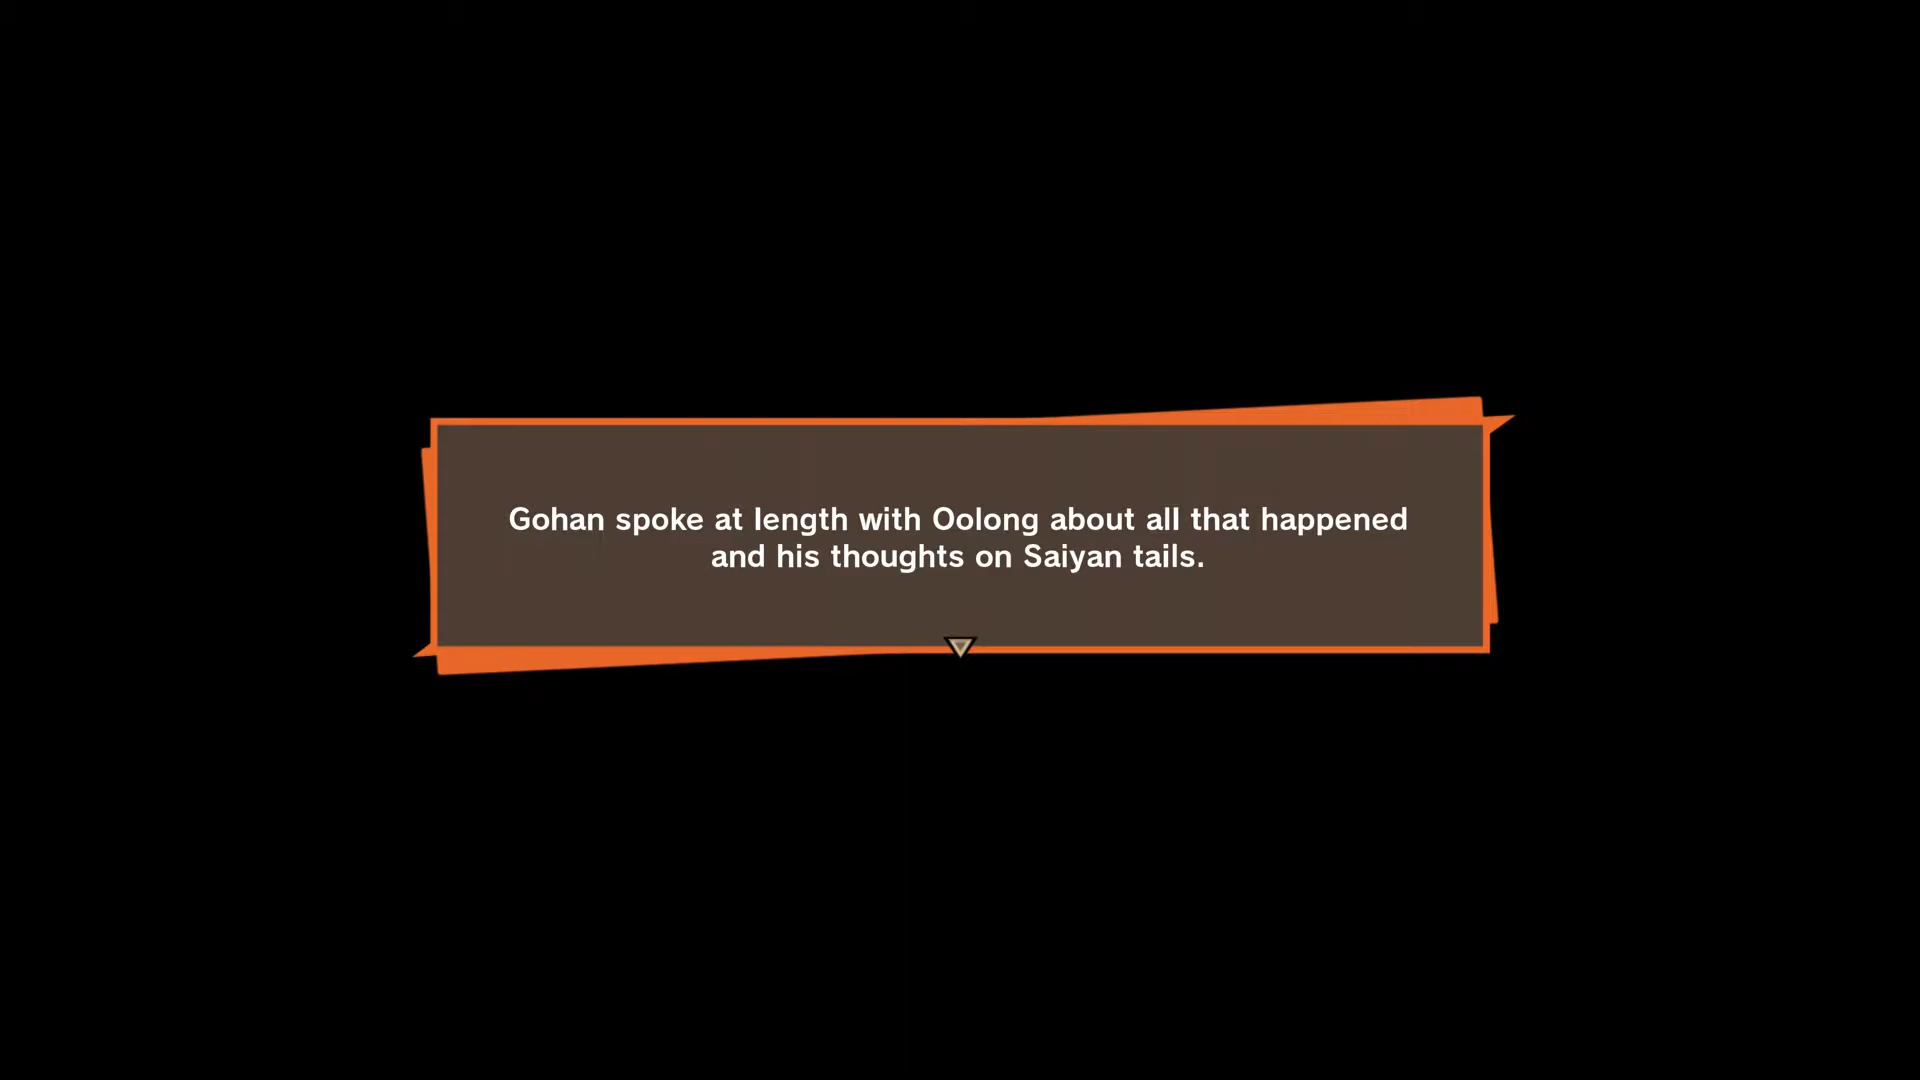 Gohan spoke at length with Oolong about all that happened
and his thoughts on Saiyan tails.